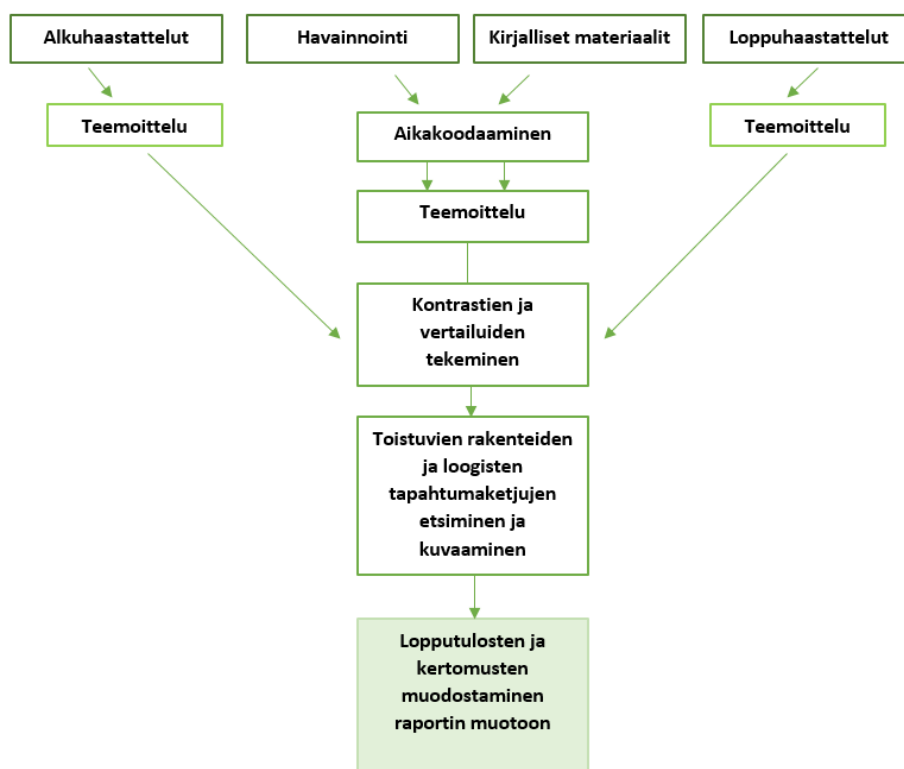 Alkuhaastattelut
Havainnointi
Kirjalliset materiaalit
Loppuhaastattelut
Teemoittelu
Aikakoodaaminen
Teemoittelu
Teemoittelu
Kontrastien ja
vertailuiden
tekeminen
Toistuvien rakenteiden
ja loogisten
tapahtumaketjujen
etsiminen ja
kuvaaminen
Lopputulosten ja
kertomusten
muodostaminen
raportin muotoon